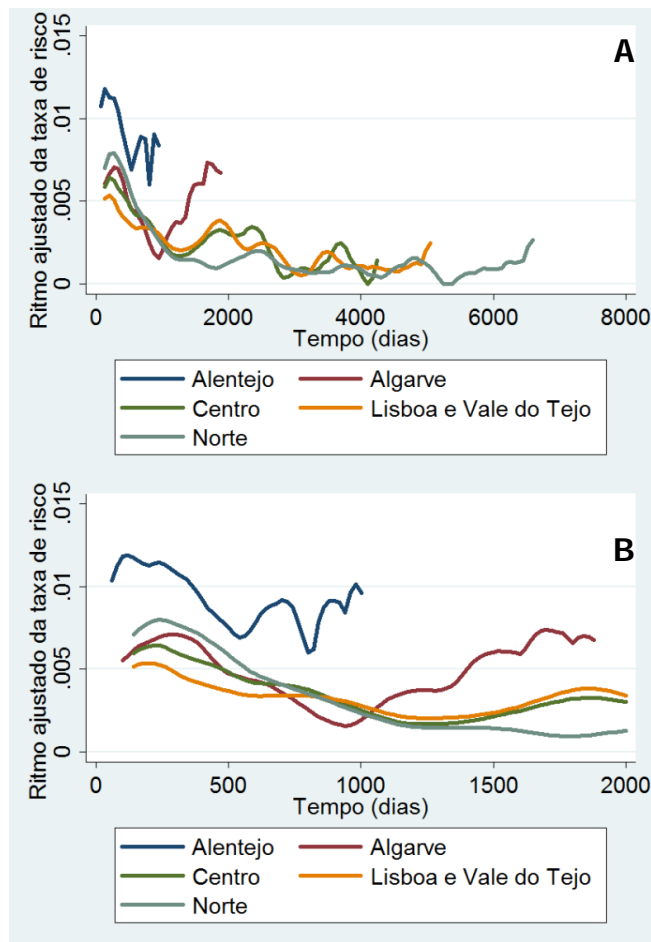 A
Ritmo ajustado da taxa de risco
.015
.01
.005
0
0 2000 4000 6000 8000
Tempo (dias)
Alentejo Algarve
Centro Lisboa e Vale do Tejo
Norte
B
Ritmo ajustado da taxa de risco
.015
.01
.005
0
0 500 1000 1500 2000
Tempo (dias)
Alentejo Algarve
Centro Lisboa e Vale do Tejo
Norte